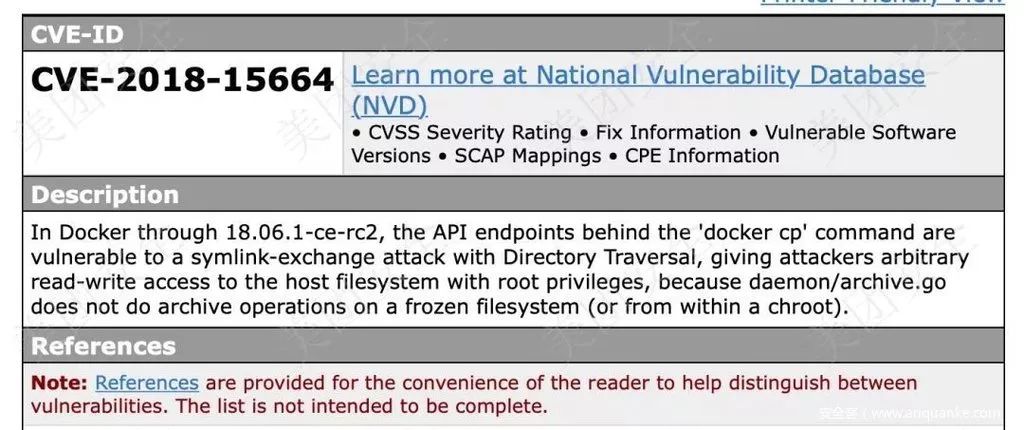 Printer-Friendly View
CVE-ID
CVE-2018-15664
Learn more at National Vulnerability Database
(NVD)
• CVSS Severity Rating • Fix Information • Vulnerable Software
Versions • SCAP Mappings • CPE Information
Description
In Docker through 18.06.1-ce-rc2, the API endpoints behind the 'docker cp' command are
vulnerable to a symlink-exchange attack with Directory Traversal, giving attackers arbitrary
read-write access to the host filesystem with root privileges, because daemon/archive.go
does not do archive operations on a frozen filesystem (or from within a chroot).
References
Note: References are provided for the convenience of the reader to help distinguish between
vulnerabilities. The list is not intended to be complete.
安全客 ( www.anquanke.com )
美团安全